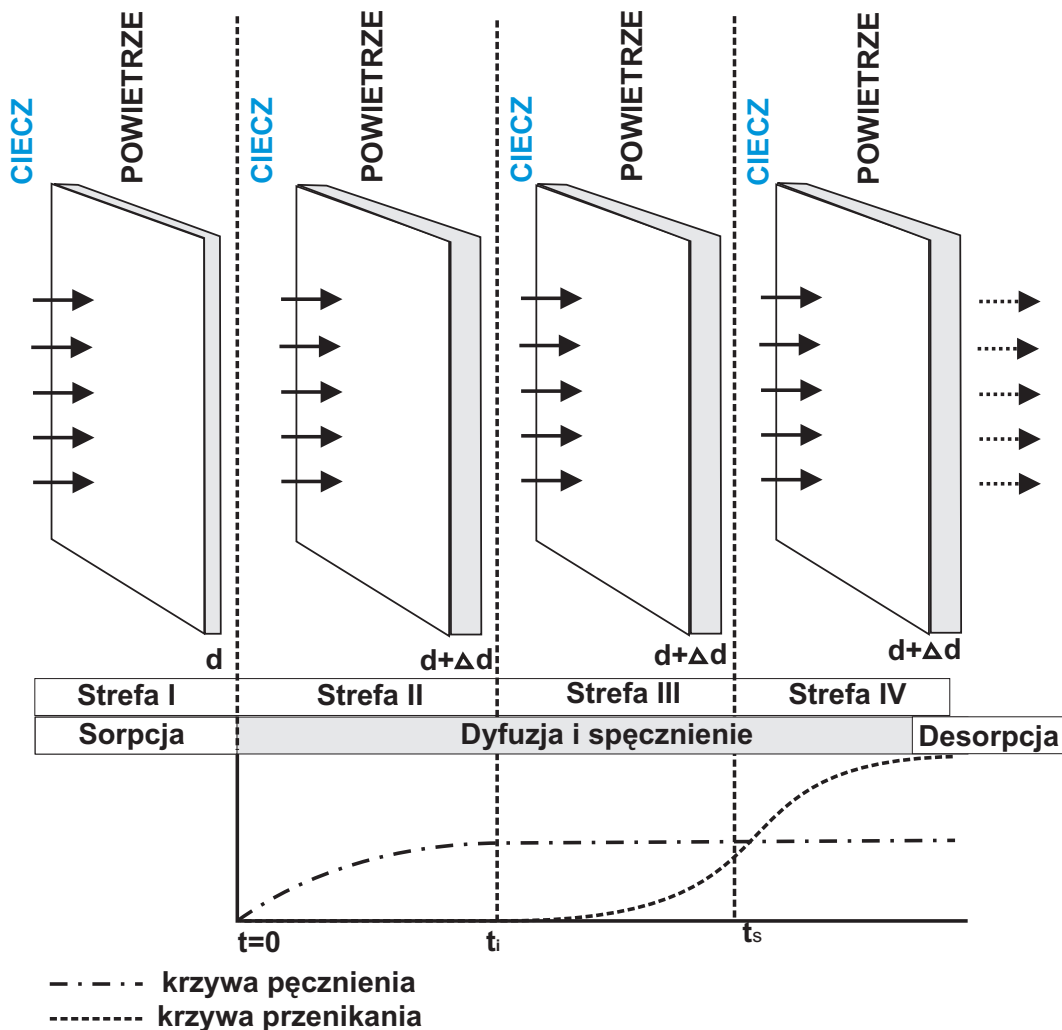 CIECZ
POWIETRZE
CIECZ
POWIETRZE
CIECZ
POWIETRZE
CIECZ
POWIETRZE
d
d+Δd
d+Δd
d+Δd
Strefa I
Strefa II
Strefa III
Strefa IV
Sorpcja
Dyfuzja i spęcznienie
Desorpcja
t=0
ti
ts
krzywa pęcznienia
krzywa przenikania